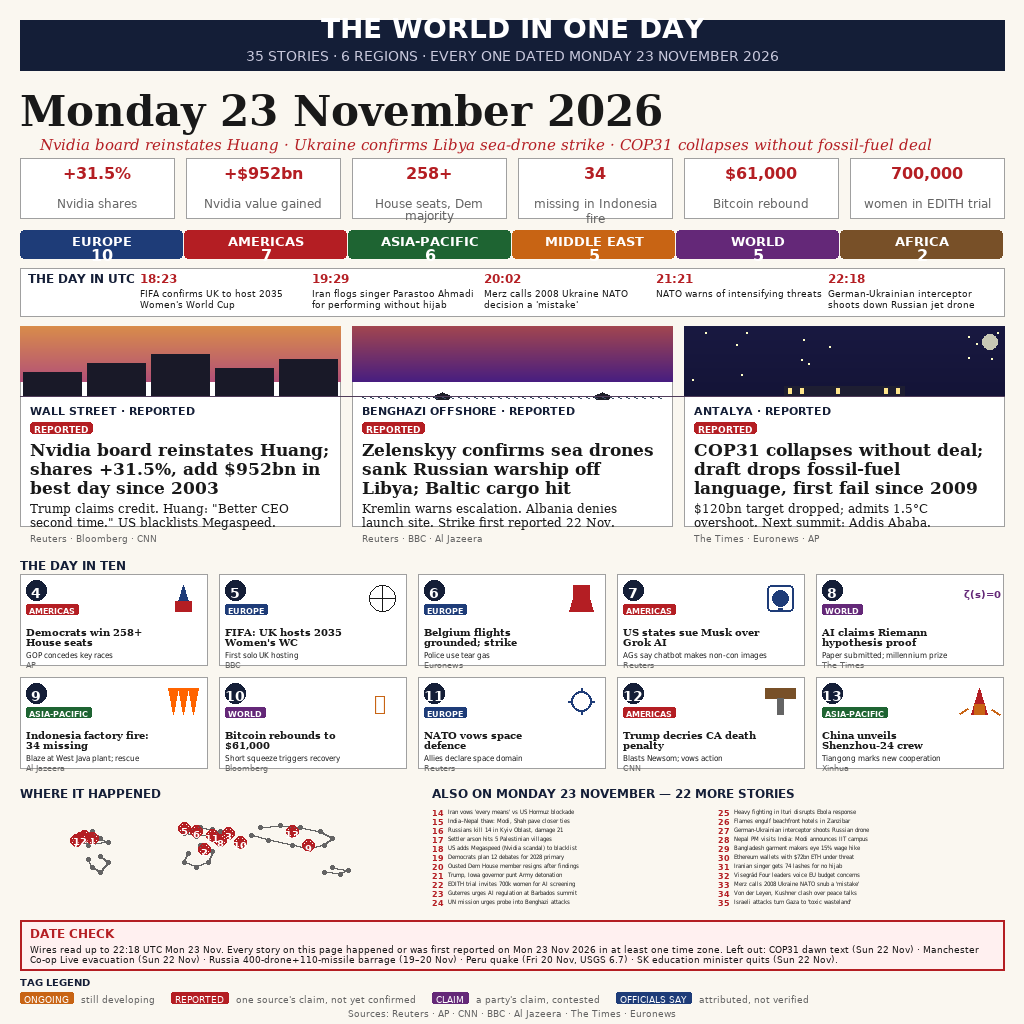 THE WORLD IN ONE DAY
35 STORIES · 6 REGIONS · EVERY ONE DATED MONDAY 23 NOVEMBER 2026
Monday 23 November 2026
Nvidia board reinstates Huang · Ukraine confirms Libya sea-drone strike · COP31 collapses without fossil-fuel deal
+31.5%
Nvidia shares
+$952bn
Nvidia value gained
258+
House seats, Dem
majority
34
missing in Indonesia
fire
$61,000
Bitcoin rebound
700,000
women in EDITH trial
EUROPE
10
AMERICAS
7
ASIA-PACIFIC
6
MIDDLE EAST
5
WORLD
5
AFRICA
2
THE DAY IN UTC
18:23
FIFA confirms UK to host 2035
Women's World Cup
19:29
Iran flogs singer Parastoo Ahmadi
for performing without hijab
20:02
Merz calls 2008 Ukraine NATO
decision a 'mistake'
21:21
NATO warns of intensifying threats
22:18
German-Ukrainian interceptor
shoots down Russian jet drone
WALL STREET · REPORTED
REPORTED
Nvidia board reinstates Huang;
shares +31.5%, add $952bn in
best day since 2003
Trump claims credit. Huang: "Better CEO
second time." US blacklists Megaspeed.
Reuters · Bloomberg · CNN
BENGHAZI OFFSHORE · REPORTED
REPORTED
Zelenskyy confirms sea drones
sank Russian warship off
Libya; Baltic cargo hit
Kremlin warns escalation. Albania denies
launch site. Strike first reported 22 Nov.
Reuters · BBC · Al Jazeera
ANTALYA · REPORTED
REPORTED
COP31 collapses without deal;
draft drops fossil-fuel
language, first fail since 2009
$120bn target dropped; admits 1.5°C
overshoot. Next summit: Addis Ababa.
The Times · Euronews · AP
THE DAY IN TEN
4
AMERICAS
Democrats win 258+
House seats
GOP concedes key races
AP
5
EUROPE
FIFA: UK hosts 2035
Women's WC
First solo UK hosting
BBC
6
EUROPE
Belgium flights
grounded; strike
Police use tear gas
Euronews
7
AMERICAS
US states sue Musk over
Grok AI
AGs say chatbot makes non-con images
Reuters
8
ζ(s)=0
WORLD
AI claims Riemann
hypothesis proof
Paper submitted; millennium prize
The Times
9
ASIA-PACIFIC
Indonesia factory fire:
34 missing
Blaze at West Java plant; rescue
Al Jazeera
10
WORLD
Bitcoin rebounds to
$61,000
Short squeeze triggers recovery
Bloomberg
11
EUROPE
NATO vows space
defence
Allies declare space domain
Reuters
12
AMERICAS
Trump decries CA death
penalty
Blasts Newsom; vows action
CNN
13
ASIA-PACIFIC
China unveils
Shenzhou-24 crew
Tiangong marks new cooperation
Xinhua
WHERE IT HAPPENED
ALSO ON MONDAY 23 NOVEMBER — 22 MORE STORIES
14 Iran vows 'every means' vs US Hormuz blockade
15 India-Nepal thaw: Modi, Shah pave closer ties
16 Russians kill 14 in Kyiv Oblast, damage 21
17 Settler arson hits 5 Palestinian villages
18 US adds Megaspeed (Nvidia scandal) to blacklist
19 Democrats plan 12 debates for 2028 primary
20 Ousted Dem House member resigns after findings
21 Trump, Iowa governor punt Army detonation
22 EDITH trial invites 700k women for AI screening
23 Guterres urges AI regulation at Barbados summit
24 UN mission urges probe into Benghazi attacks
25 Heavy fighting in Ituri disrupts Ebola response
26 Flames engulf beachfront hotels in Zanzibar
27 German-Ukrainian interceptor shoots Russian drone
28 Nepal PM visits India: Modi announces IIT campus
29 Bangladesh garment makers eye 15% wage hike
30 Ethereum wallets with $72bn ETH under threat
31 Iranian singer gets 74 lashes for no hijab
32 Visegrád Four leaders voice EU budget concerns
33 Merz calls 2008 Ukraine NATO snub a 'mistake'
34 Von der Leyen, Kushner clash over peace talks
35 Israeli attacks turn Gaza to 'toxic wasteland'
DATE CHECK
Wires read up to 22:18 UTC Mon 23 Nov. Every story on this page happened or was first reported on Mon 23 Nov 2026 in at least one time zone. Left out: COP31 dawn text (Sun 22 Nov) · Manchester
Co-op Live evacuation (Sun 22 Nov) · Russia 400-drone+110-missile barrage (19–20 Nov) · Peru quake (Fri 20 Nov, USGS 6.7) · SK education minister quits (Sun 22 Nov).
TAG LEGEND
ONGOING still developing
REPORTED one source's claim, not yet confirmed
CLAIM a party's claim, contested
OFFICIALS SAY attributed, not verified
Sources: Reuters · AP · CNN · BBC · Al Jazeera · The Times · Euronews